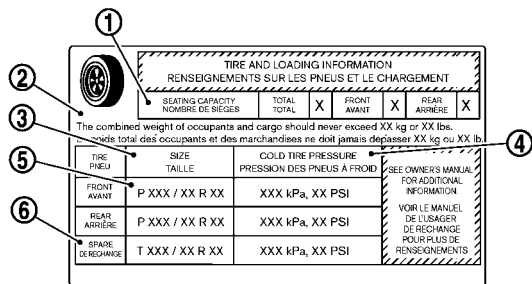 1
TIRE AND LOADING INFORMATION
RENSEIGNEMENTS SUR LES PNEUS ET LE CHARGEMENT
2
SEATING CAPACITY
NOMBRE DE SIÈGES
TOTAL
TOTAL
X
FRONT
AVANT
X
REAR
ARRIÈRE
X
The combined weight of occupants and cargo should never exceed XX kg or XX lbs.
poids total des occupants et des marchandises ne doit jamais dépasser XX kg ou XX lb.
3
4
TIRE
PNEU
SIZE
TAILLE
COLD TIRE PRESSURE
PRESSION DES PNEUS À FROID
5
FRONT
AVANT
P XXX / XX R XX
XXX kPa, XX PSI
REAR
ARRIÈRE
P XXX / XX R XX
XXX kPa, XX PSI
6
SPARE
DE RECHANGE
T XXX / XX R XX
XXX kPa, XX PSI
SEE OWNER'S MANUAL
FOR ADDITIONAL
INFORMATION
VOIR LE MANUEL
DE L'USAGER
DE RECHANGE
POUR PLUS DE
RENSEIGNEMENTS